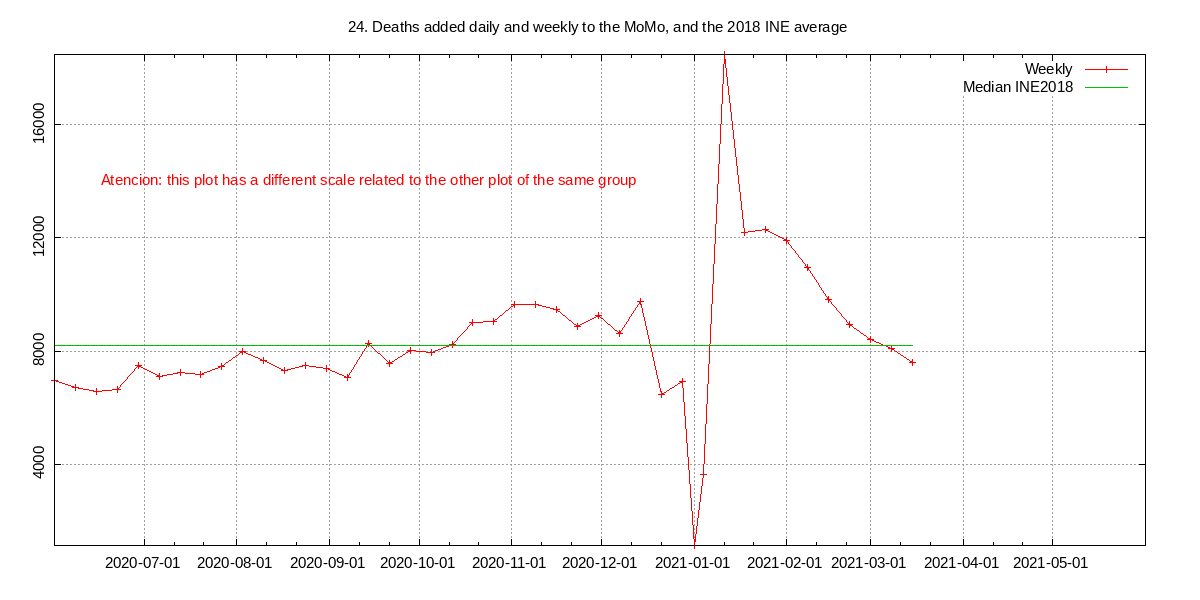 24. Deaths added daily and weekly to the MoMo, and the 2018 INE average
Weekly
Median INE2018
16000
Atencion: this plot has a different scale related to the other plot of the same group
12000
8000
4000
2020-07-01 2020-08-01 2020-09-01 2020-10-01 2020-11-01 2020-12-01 2021-01-01 2021-02-01 2021-03-01 2021-04-01 2021-05-01